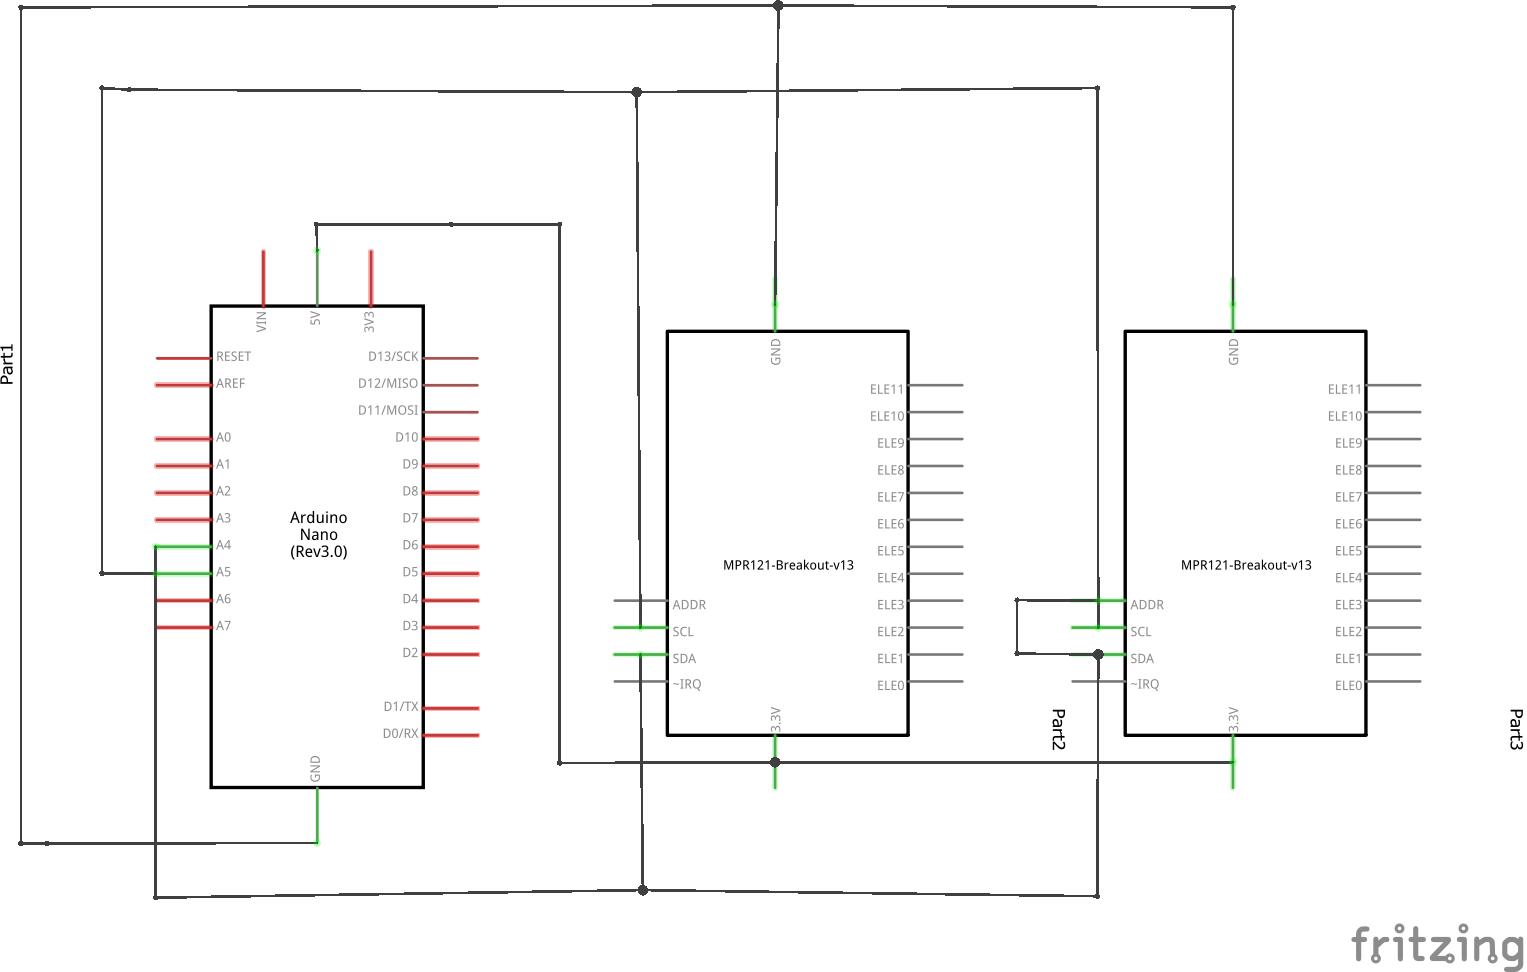 Part1
VIN
5V
3V3
RESET
AREF
A0
A1
A2
A3
A4
A5
A6
A7
D13/SCK
D12/MISO
D11/MOSI
D10
D9
D8
D7
D6
D5
D4
D3
D2
D1/TX
D0/RX
Arduino
Nano
(Rev3.0)
GND
GND
ELE11
ELE10
ELE9
ELE8
ELE7
ELE6
ELE5
ELE4
ELE3
ELE2
ELE1
ELE0
MPR121-Breakout-v13
ADDR
SCL
SDA
~IRQ
3.3V
Part2
GND
ELE11
ELE10
ELE9
ELE8
ELE7
ELE6
ELE5
ELE4
ELE3
ELE2
ELE1
ELE0
MPR121-Breakout-v13
ADDR
SCL
SDA
~IRQ
3.3V
Part3
fritzing